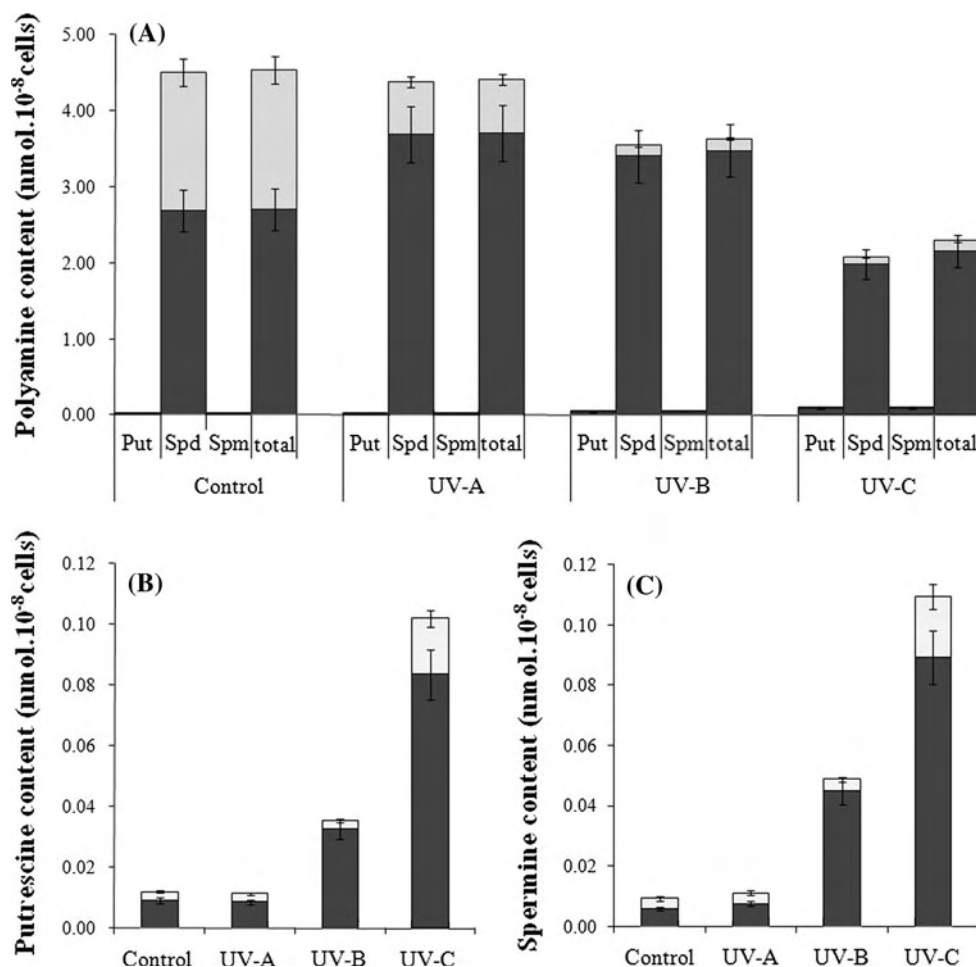 (A)
Polyamine content (nmol.10⁻⁸cells)
5.00
4.00
3.00
2.00
1.00
0.00
Put Spd Spm total Put Spd Spm total Put Spd Spm total Put Spd Spm total
Control UV-A UV-B UV-C
(B)
Putrescine content (nmol.10⁻⁸cells)
0.12
0.10
0.08
0.06
0.04
0.02
0.00
Control UV-A UV-B UV-C
(C)
Spermine content (nmol.10⁻⁸cells)
0.12
0.10
0.08
0.06
0.04
0.02
0.00
Control UV-A UV-B UV-C